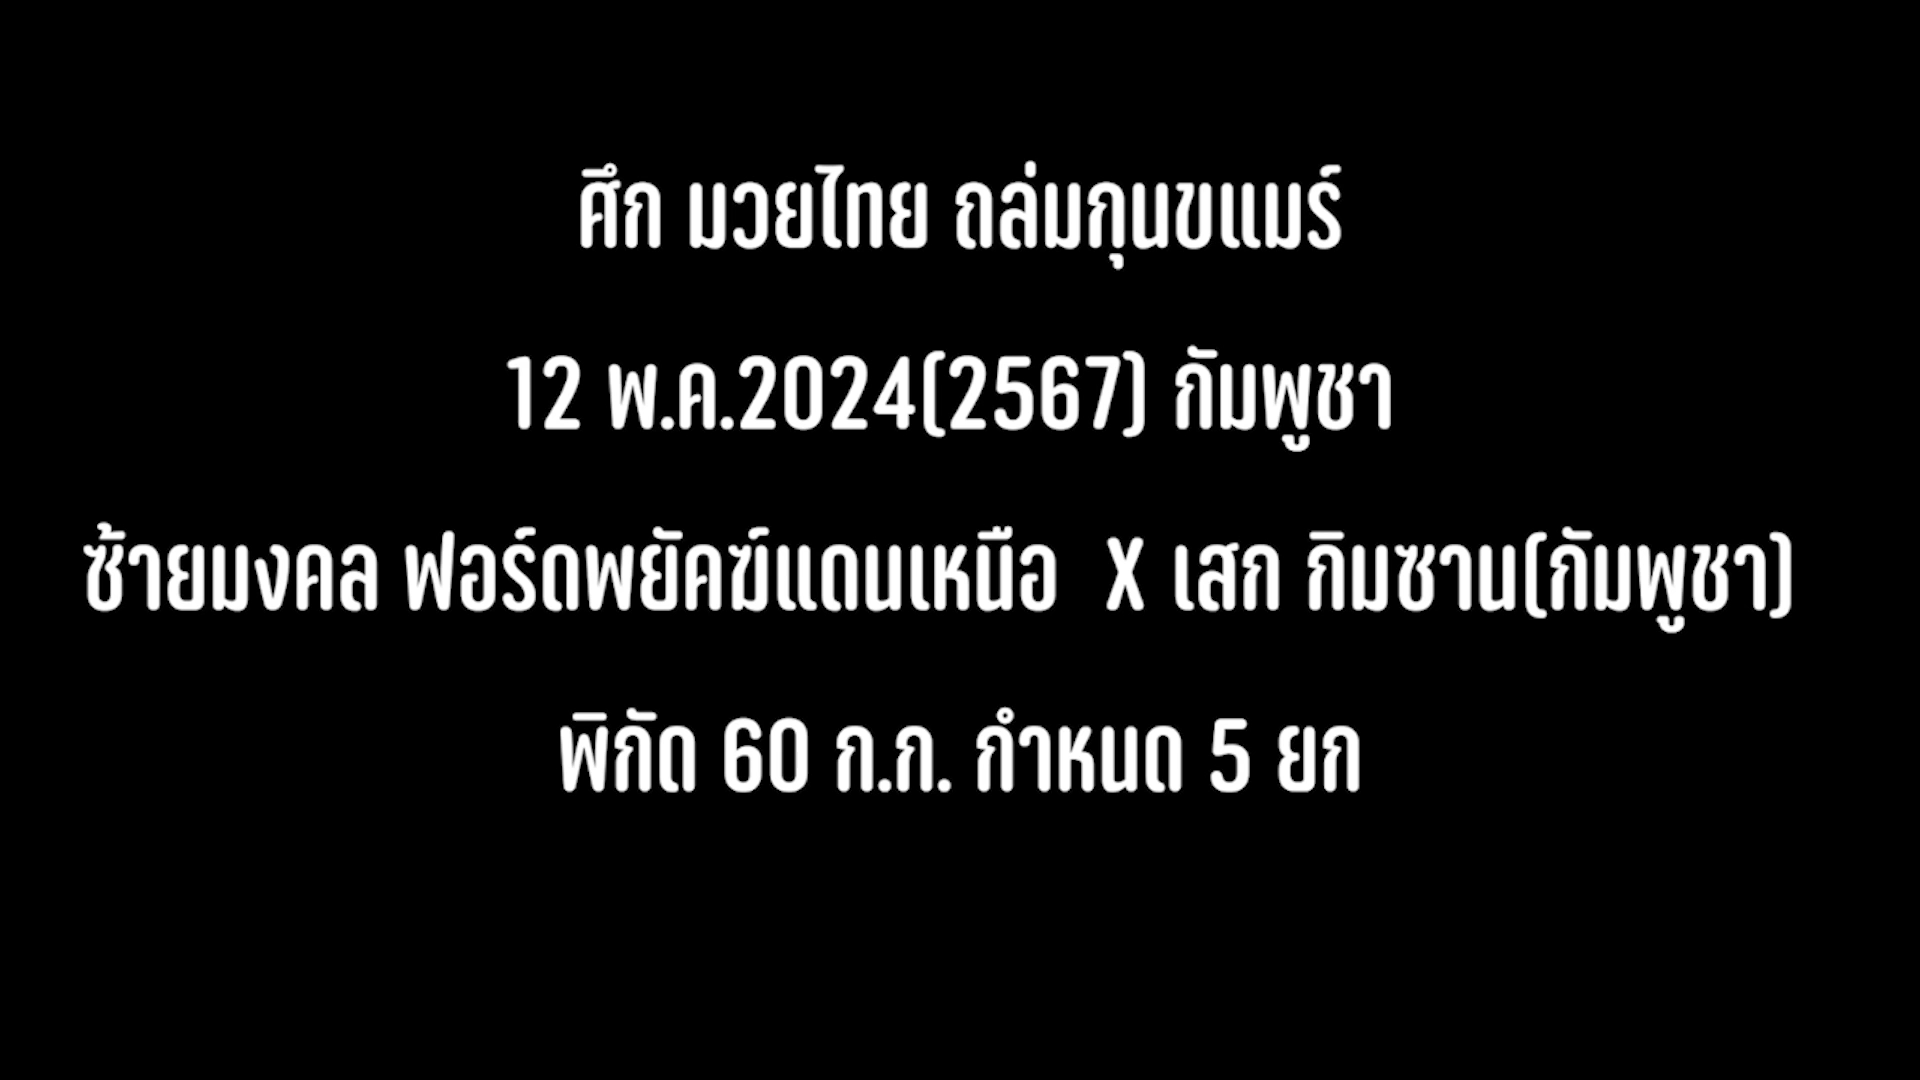 ศึก มวยไทย ถล่มกุนขแมร์
12 พ.ค.2024(2567) กัมพูชา
ซ้ายมงคล ฟอร์ดพยัคฆ์แดนเหนือ X เสก กิมซาน(กัมพูชา)
พิกัด 60 ก.ก. กำหนด 5 ยก